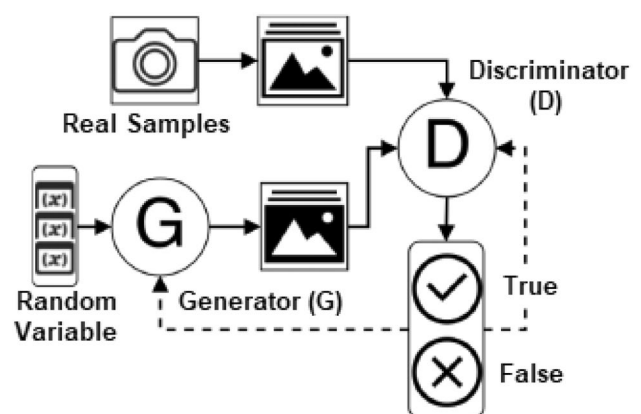 Real Samples
Discriminator
(D)
D
(x)
(x)
(x)
G
Random
Variable
Generator (G)
True
False